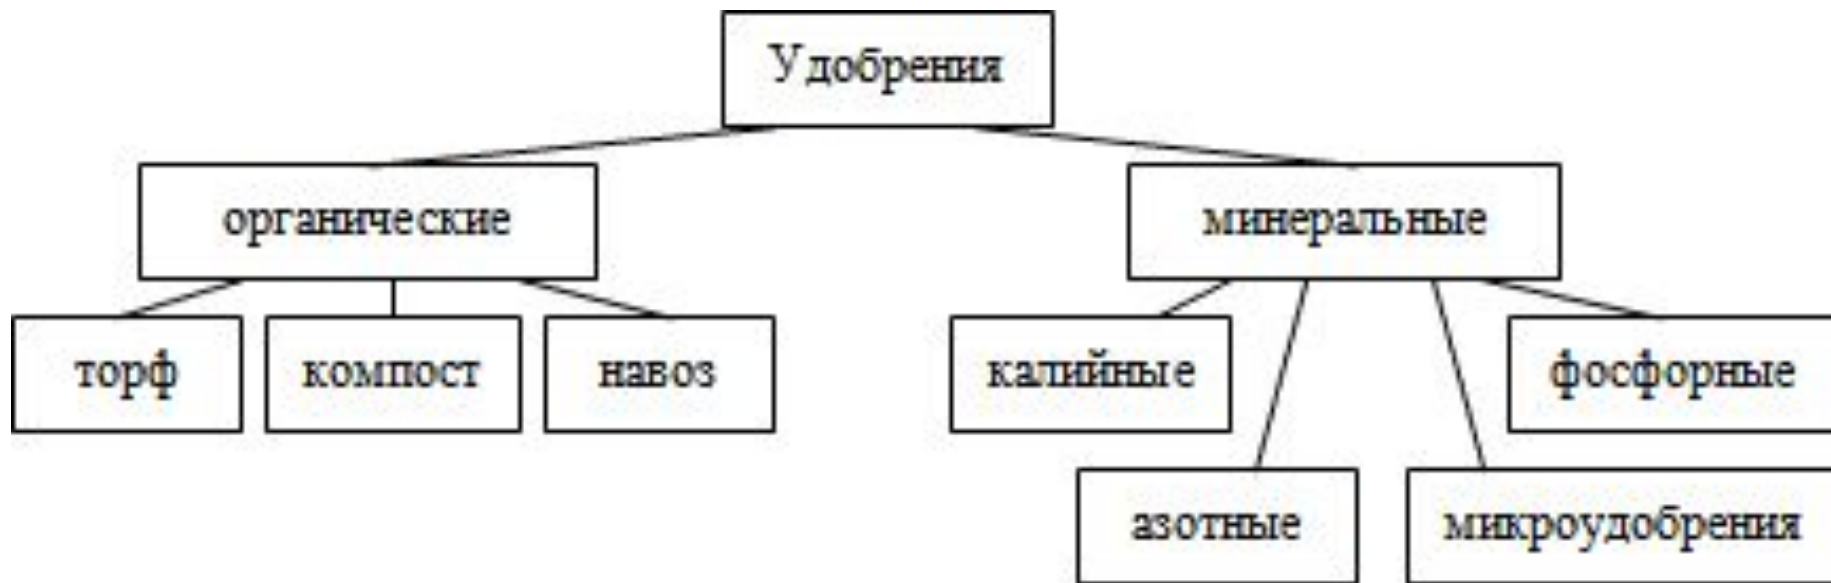 Удобрения
органические
минеральные
торф
компост
навоз
калийные
фосфорные
азотные
микроудобрения